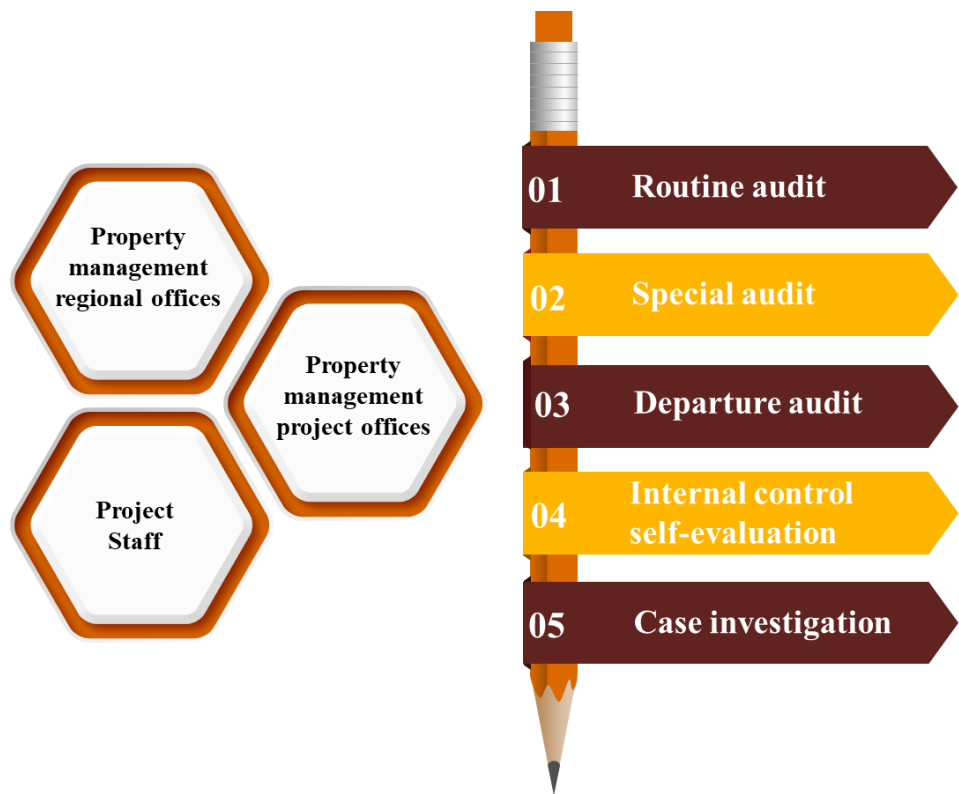 Property
management
regional offices
Property
management
project offices
Project
Staff
01 Routine audit
02 Special audit
03 Departure audit
04 Internal control
self-evaluation
05 Case investigation